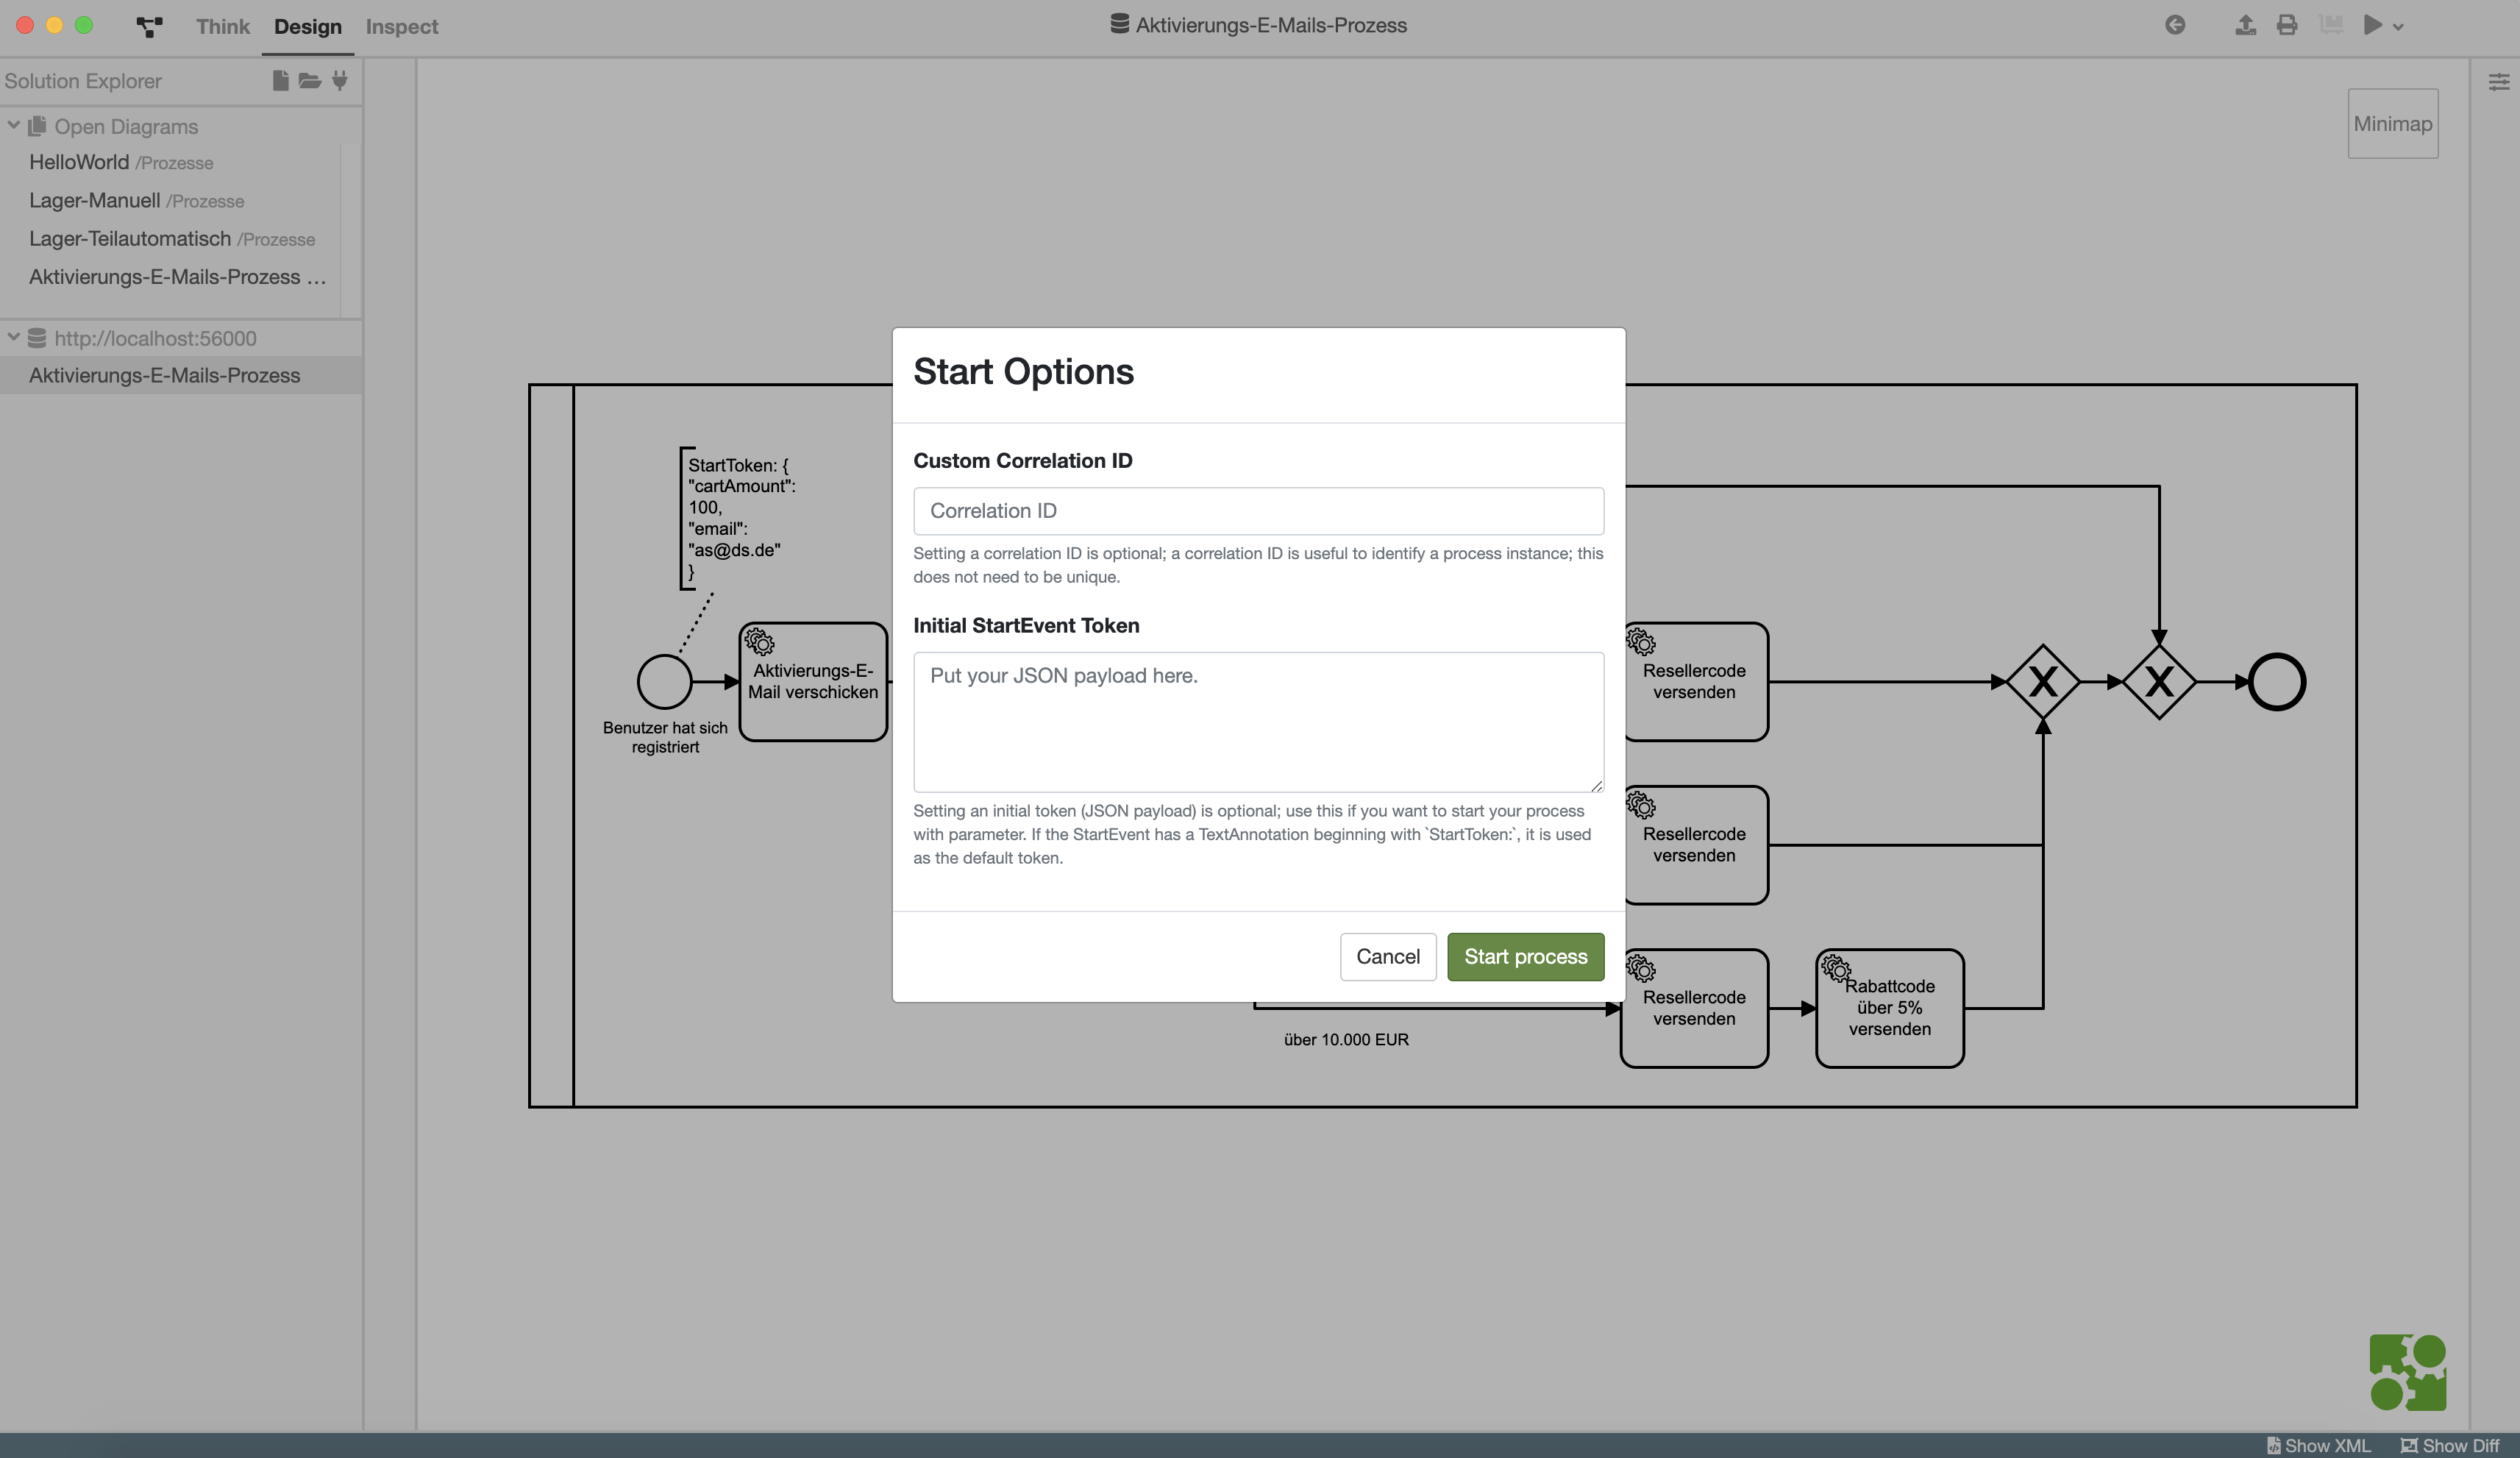 Think
Design
Inspect
Aktivierungs-E-Mails-Prozess
Solution Explorer
Open Diagrams
HelloWorld /Prozesse
Lager-Manuell /Prozesse
Lager-Teilautomatisch /Prozesse
Aktivierungs-E-Mails-Prozess ...
http://localhost:56000
Aktivierungs-E-Mails-Prozess
Minimap
StartToken: {
"cartAmount":
100,
"email":
"as@ds.de"
}
Benutzer hat sich
registriert
Aktivierungs-E-
Mail verschicken
Start Options
Custom Correlation ID
Correlation ID
Setting a correlation ID is optional; a correlation ID is useful to identify a process instance; this
does not need to be unique.
Initial StartEvent Token
Put your JSON payload here.
Setting an initial token (JSON payload) is optional; use this if you want to start your process
with parameter. If the StartEvent has a TextAnnotation beginning with `StartToken:`, it is used
as the default token.
Cancel
Start process
Resellercode
versenden
Resellercode
versenden
Resellercode
versenden
Rabattcode
über 5%
versenden
über 10.000 EUR
X
X
Show XML
Show Diff